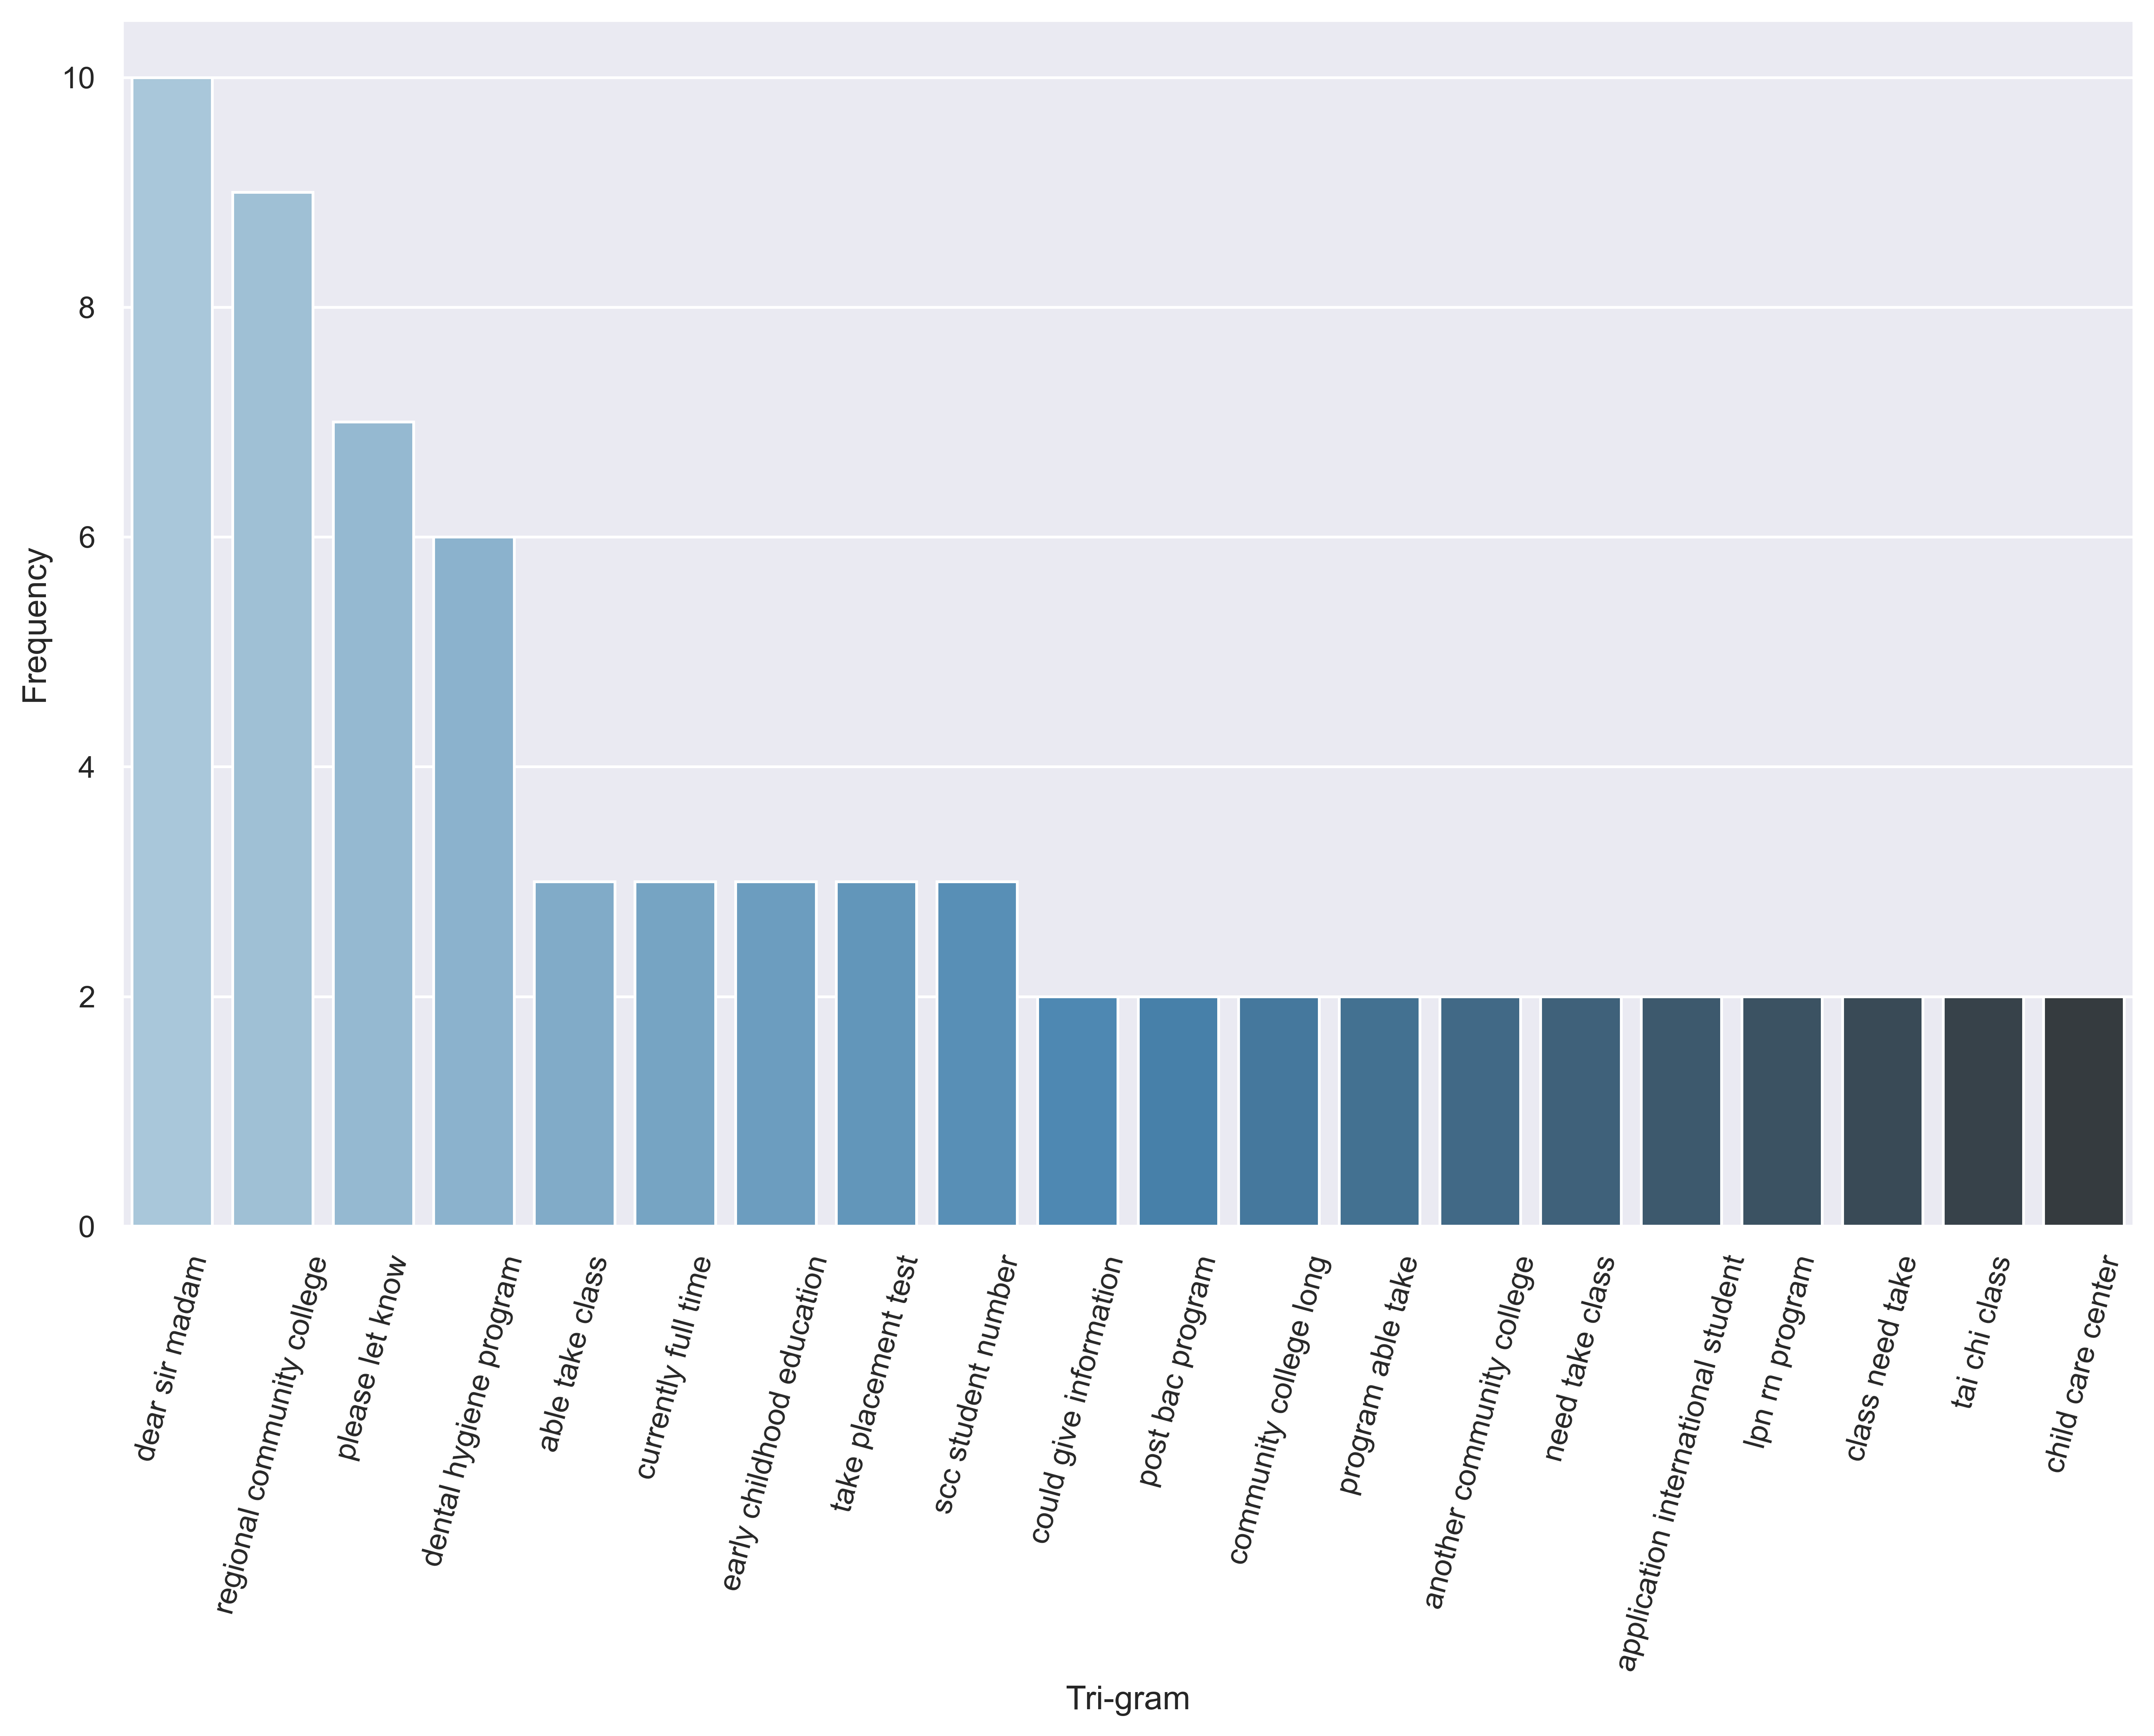 10
8
6
4
2
0
Frequency
dear sir madam
regional community college
please let know
dental hygiene program
able take class
currently full time
early childhood education
take placement test
scc student number
could give information
post bac program
community college long
program able take
another community college
need take class
application international student
lpn rn program
class need take
tai chi class
child care center
Tri-gram